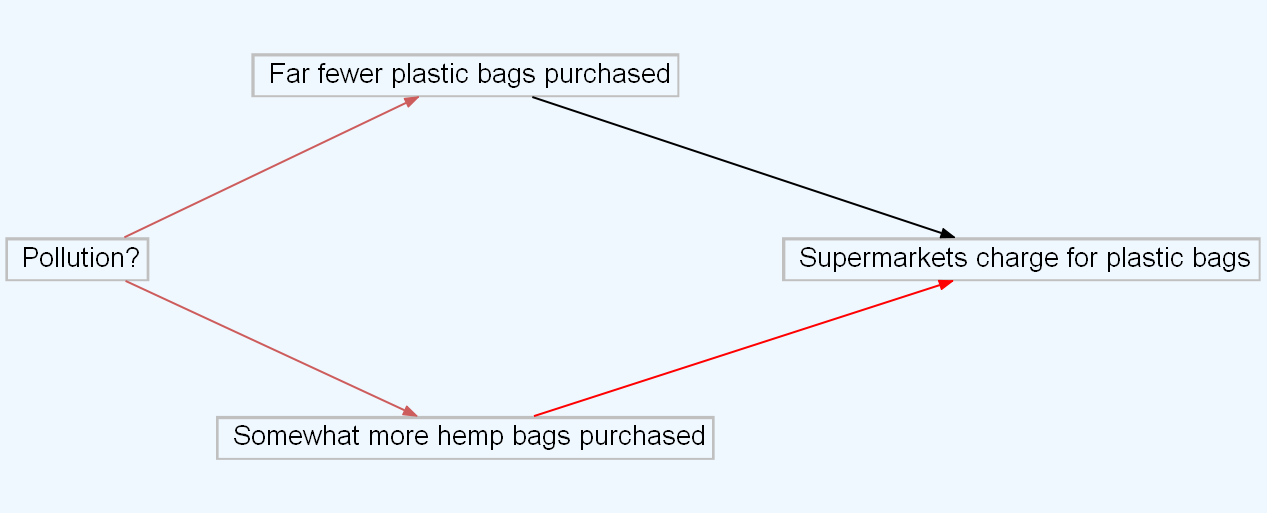 Far fewer plastic bags purchased
Pollution?
Supermarkets charge for plastic bags
Somewhat more hemp bags purchased